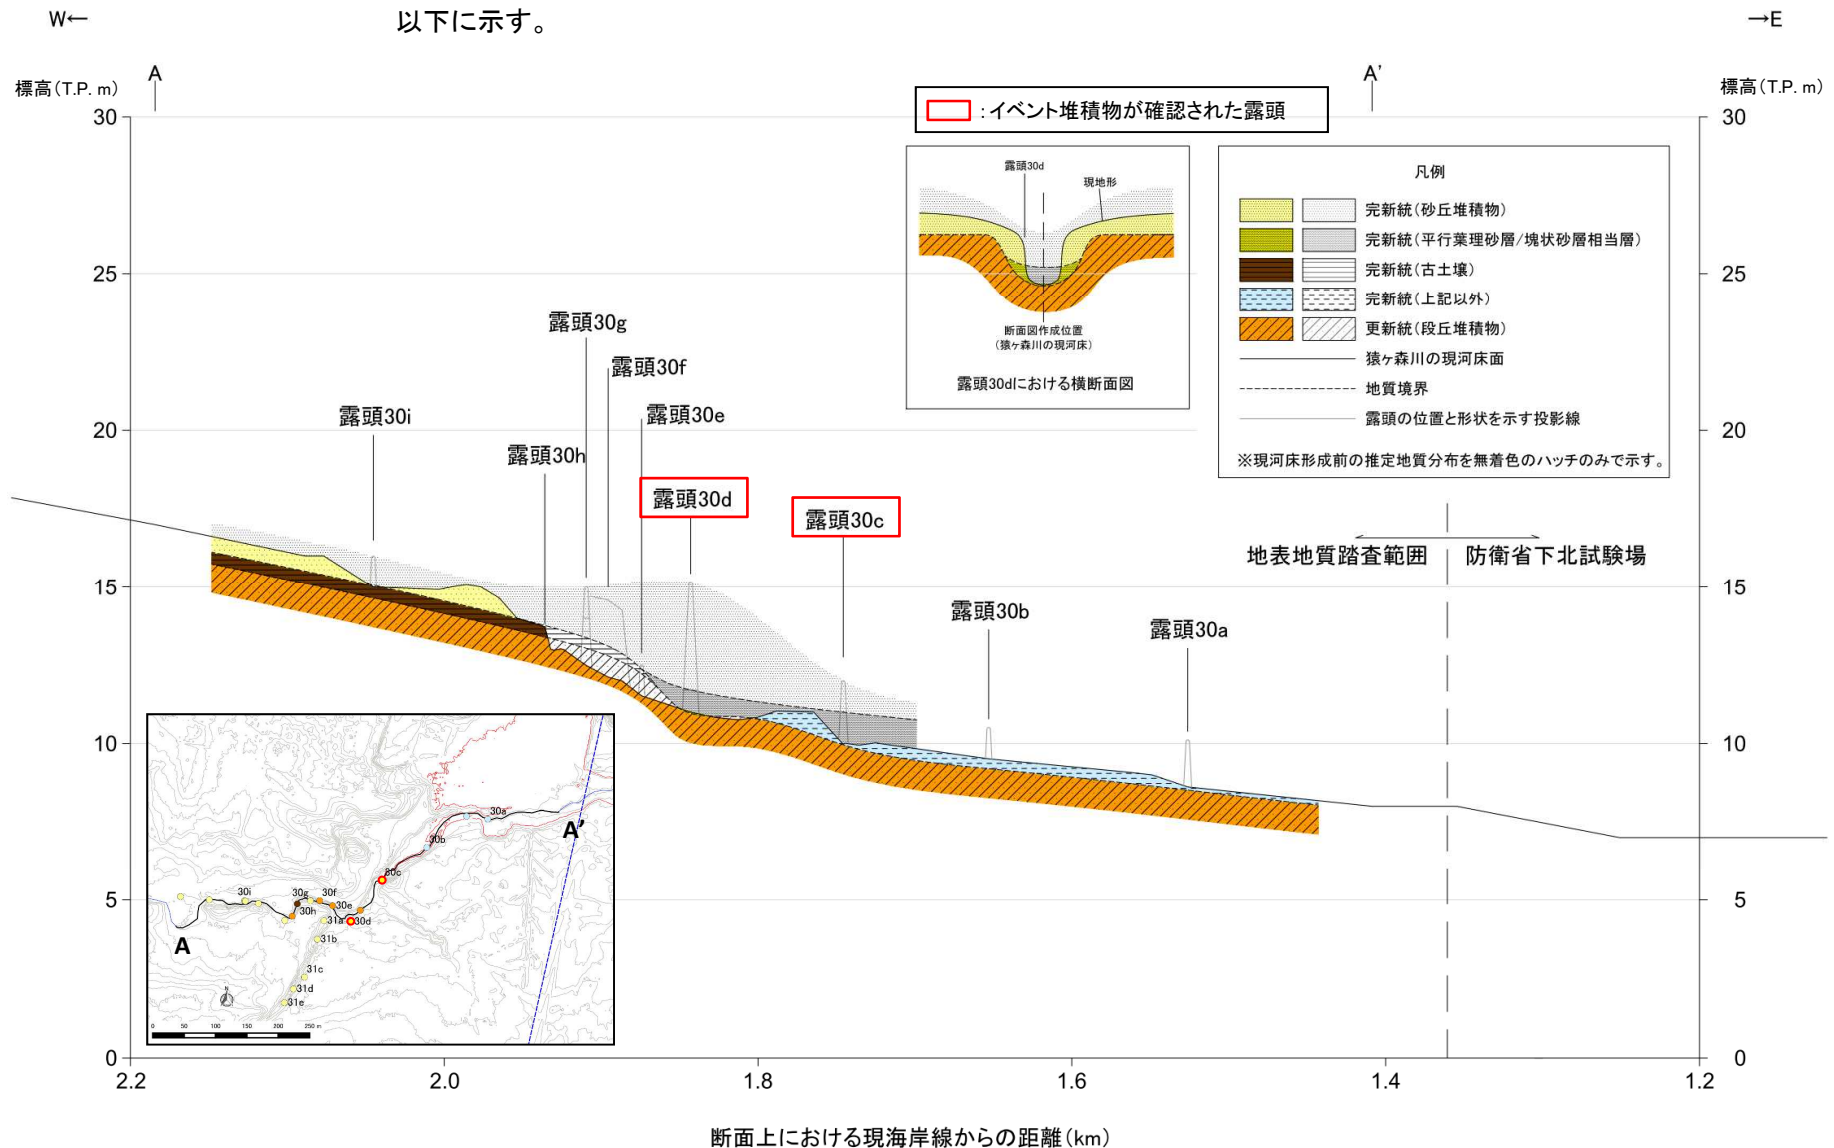 以下に示す。
W←
→E
A
A'
標高(T.P. m)
標高(T.P. m)
:イベント堆積物が確認された露頭
露頭30d
現地形
断面図作成位置
(猿ヶ森川の現河床)
露頭30dにおける横断面図
凡例
完新統(砂丘堆積物)
完新統(平行葉理砂層/塊状砂層相当層)
完新統(古土壌)
完新統(上記以外)
更新統(段丘堆積物)
猿ヶ森川の現河床面
地質境界
露頭の位置と形状を示す投影線
※現河床形成前の推定地質分布を無着色のハッチのみで示す。
露頭30g
露頭30f
露頭30i
露頭30e
露頭30h
露頭30d
露頭30c
露頭30b
露頭30a
地表地質踏査範囲
防衛省下北試験場
30
25
20
15
10
5
0
30
25
20
15
10
5
0
2.2
2.0
1.8
1.6
1.4
1.2
断面上における現海岸線からの距離(km)
30a
A'
30b
30c
30i
30g
30f
30h
30e
31a
30d
A
31b
31c
31d
31e
N
0 50 100 150 200 250 m